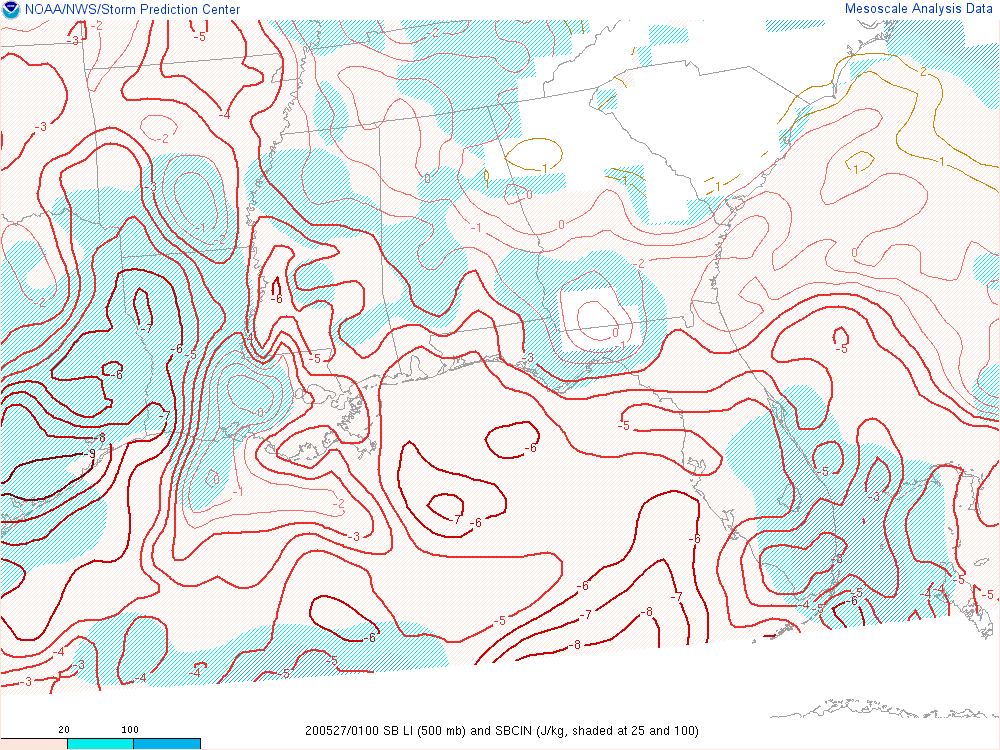 NOAA/NWS/Storm Prediction Center
Mesoscale Analysis Data
-3 -2 -5 -2 2
-4
-3 -2 1 1
-3 0 0 1 -1 -1
-1 -2 -1 0
-2
-2 -6
-7 -4 0 -1
-6 -5 -5 -3 -5
-6
-7 0 -5
-8 -6
-9 -5
0 -1 -3
-2 -7 -6
-3 -6
-6 -5 -5
-6 -7 -4 -5 -6 -4
-5 -7 -8
-6 -8
-4 -3 -5
-3 -4 -4 -5
20 100
200527/0100 SB LI (500 mb) and SBCIN (J/kg, shaded at 25 and 100)